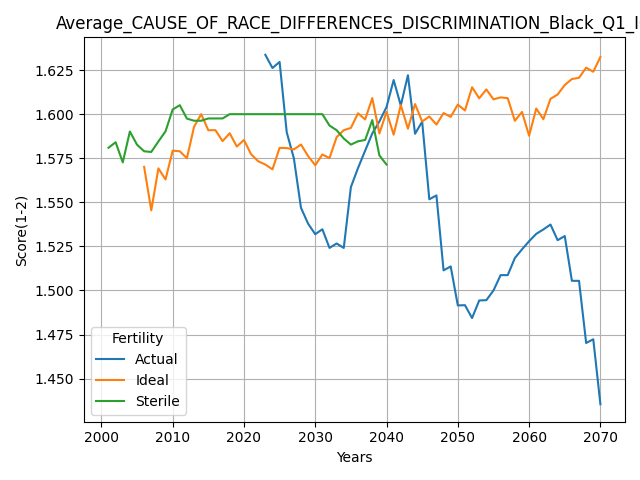 Average_CAUSE_OF_RACE_DIFFERENCES_DISCRIMINATION_Black_Q1_I
Score(1-2)
1.625
1.600
1.575
1.550
1.525
1.500
1.475
1.450
Fertility
Actual
Ideal
Sterile
2000 2010 2020 2030 2040 2050 2060 2070
Years